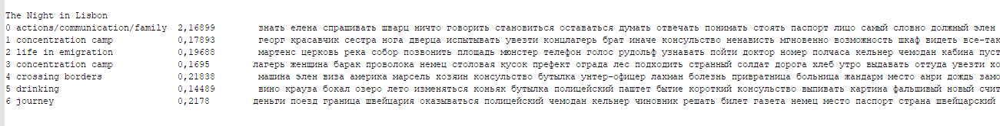 The Night in Lisbon
0 actions/communication/family 2,16899 знать елена спрашивать шварц ничто говорить становиться оставаться думать отвечать понимать стоять паспорт лицо самый словно должный элен
1 concentration camp 0,17893 георг красавчик сестра нога дверца испытывать увезти концлагерь брат иначе консульство ненависть мгновенно возможность шкаф видеть все-так
2 life in emigration 0,19688 мартенс церковь река собор позвонить площадь мюнстер телефон голос рудольф узнавать пойти доктор номер полчаса кельнер чемодан кабина пуст
3 concentration camp 0,1695 лагерь женщина барак проволока немец столовая кусок префект ограда лес подходить странный солдат дорога хлеб утро выдавать оттуда увезти хо
4 crossing borders 0,21838 машина элен виза америка марсель хозяин консульство бутылка унтер-офицер лахман болезнь привратница больница жандарм место анри дождь замо
5 drinking 0,14489 вино крауза бокал озеро лето изменяться коньяк бутылка полицейский паштет бытие короткий консульство выпивать картина фальшивый новый счит
6 journey 0,2178 деньги поезд граница швейцария оказываться полицейский чемодан кельнер чиновник решать билет газета немец место паспорт страна швейцарский